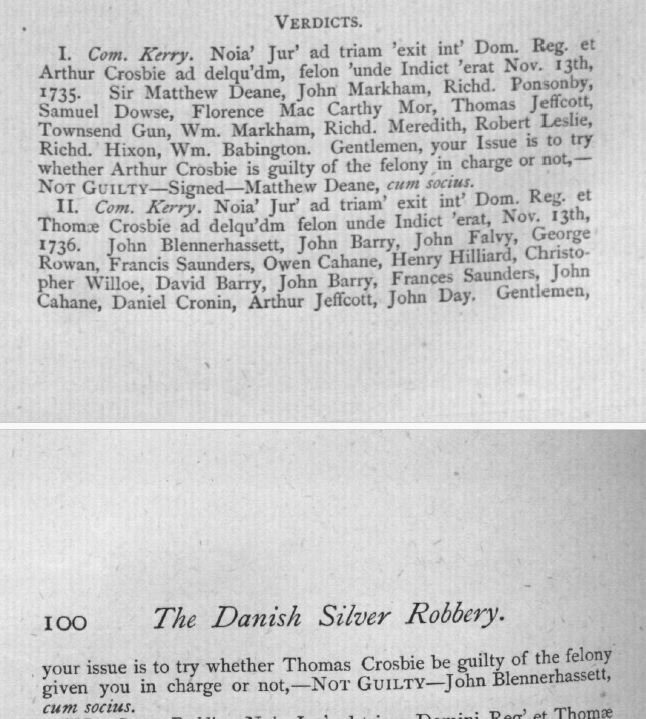 VERDICTS.
I. Com. Kerry. Noia' Jur' ad triam 'exit int' Dom. Reg. et
Arthur Crosbie ad delqu'dm, felon 'unde Indict 'erat Nov. 13th,
1735. Sir Matthew Deane, John Markham, Richd. Ponsonby,
Samuel Dowse, Florence Mac Carthy Mor, Thomas Jeffcott,
Townsend Gun, Wm. Markham, Richd. Meredith, Robert Leslie,
Richd. Hixon, Wm. Babington. Gentlemen, your Issue is to try
whether Arthur Crosbie is guilty of the felony in charge or not,—
NOT GUILTY—Signed—Matthew Deane, cum socius.
II. Com. Kerry. Noia' Jur' ad triam' exit int' Dom. Reg. et
Thomæ Crosbie ad delqu'dm felon unde Indict 'erat, Nov. 13th,
1736. John Blennerhassett, John Barry, John Falvy, George
Rowan, Francis Saunders, Owen Cahane, Henry Hilliard, Christo-
pher Willoe, David Barry, John Barry, Frances Saunders, John
Cahane, Daniel Cronin, Arthur Jeffcott, John Day. Gentlemen,
100 The Danish Silver Robbery.
your issue is to try whether Thomas Crosbie be guilty of the felony
given you in charge or not,—NOT GUILTY—John Blennerhassett,
cum socius.
Reg' et Thomæ